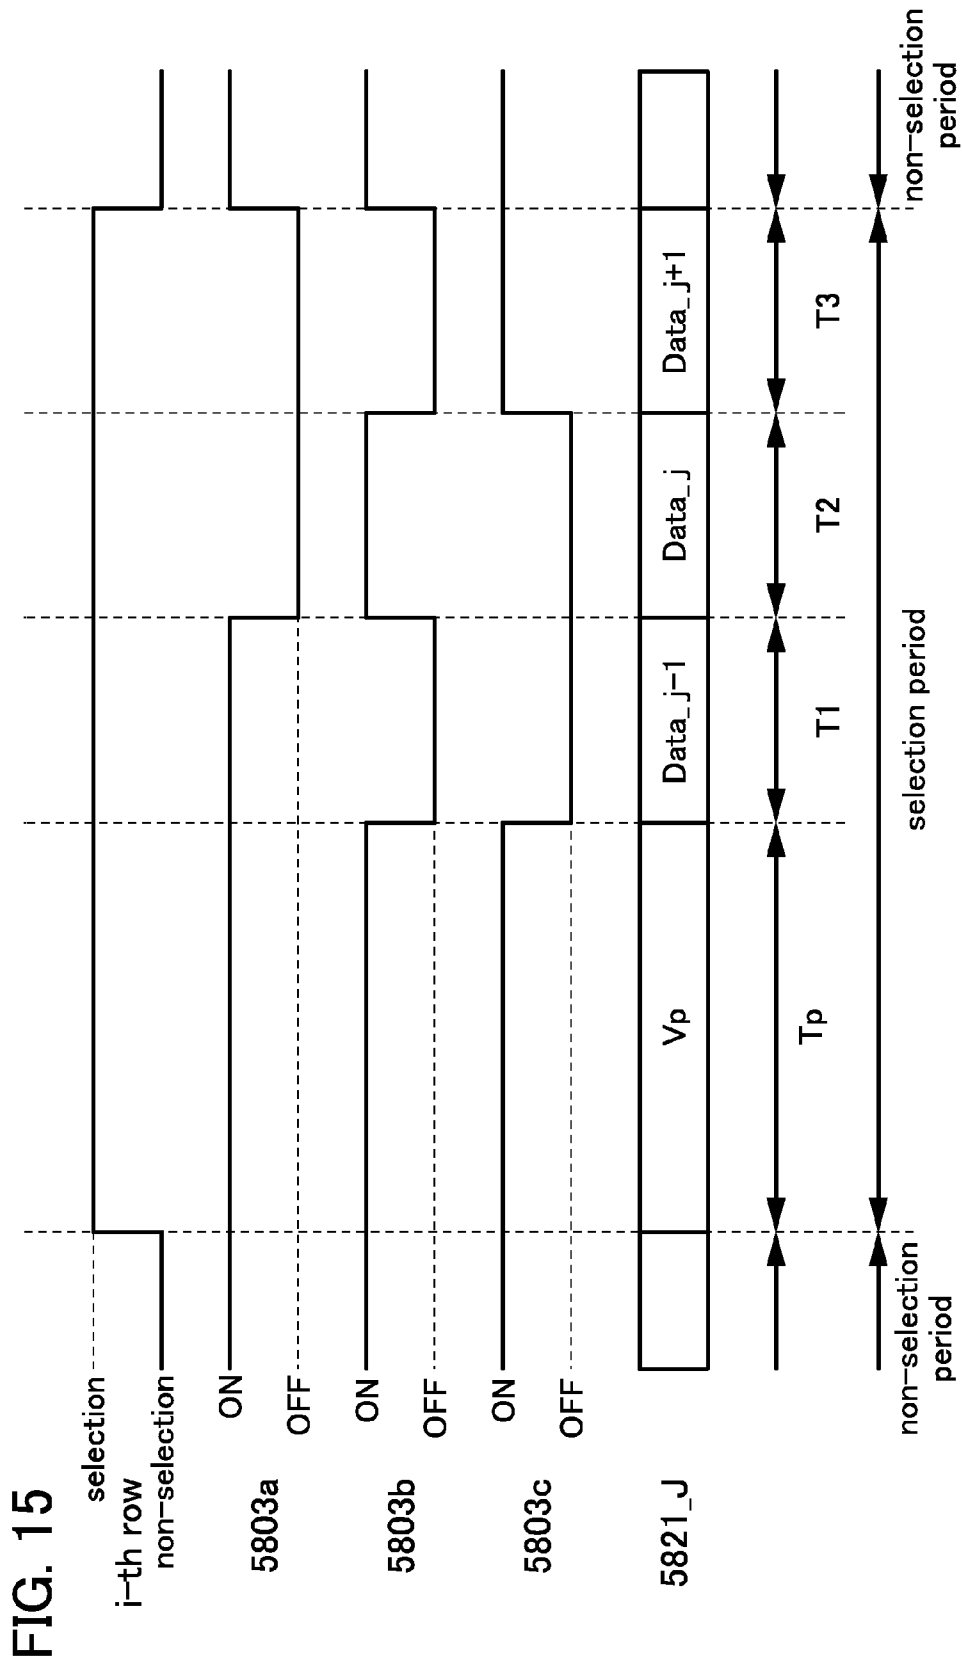 FIG. 15
selection
i-th row
non-selection
ON
5803a
OFF
ON
5803b
OFF
ON
5803c
OFF
5821_J
Vp
Data_j-1
Data_j
Data_j+1
Tp
T1
T2
T3
non-selection
period
selection period
non-selection
period